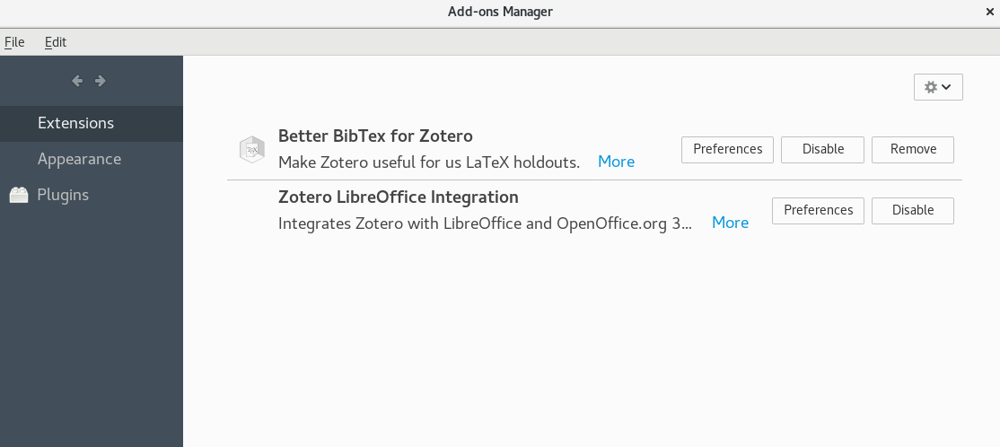 Add-ons Manager
File Edit
Extensions
Appearance
Plugins
Better BibTex for Zotero
Make Zotero useful for us LaTeX holdouts. More
Preferences Disable Remove
Zotero LibreOffice Integration
Integrates Zotero with LibreOffice and OpenOffice.org 3... More
Preferences Disable